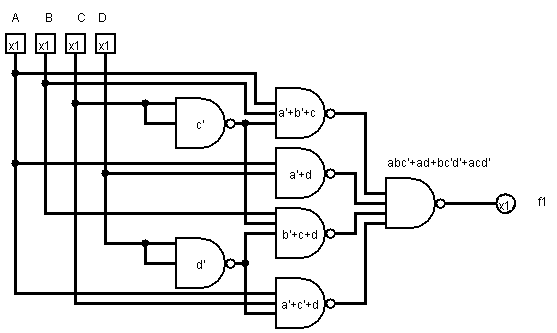 A B C D
x1 x1 x1 x1
a'+b'+c
c'
abc'+ad+bc'd'+acd'
a'+d
x1 f1
b'+c+d
d'
a'+c'+d